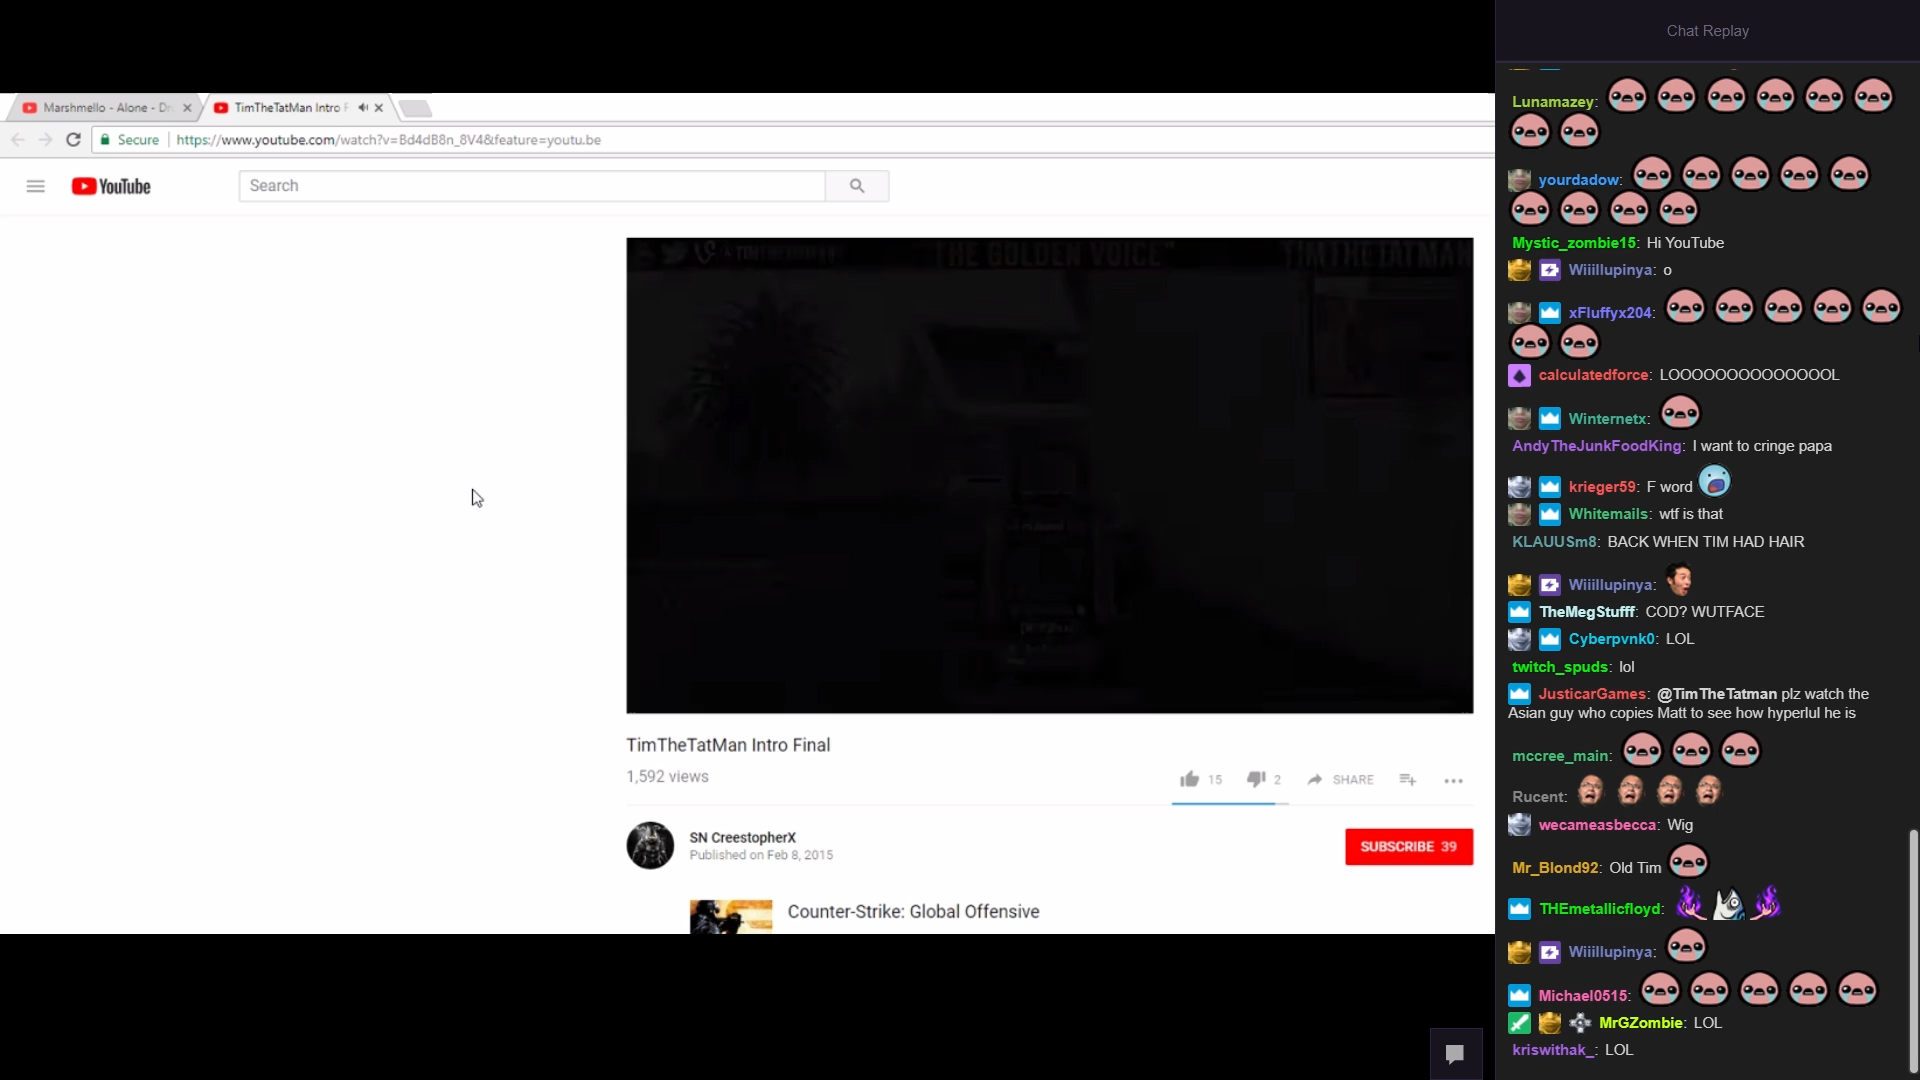 Chat Replay
Marshmello - Alone - Dr
TimTheTatMan Intro F
Secure
https://www.youtube.com/watch?v=Bd4dB8n_8V4&feature=youtu.be
YouTube
Search
THE GOLDEN VOICE"
TIMTHETATMAN
TimTheTatMan Intro Final
1,592 views
15
2
SHARE
SN CreestopherX
Published on Feb 8, 2015
SUBSCRIBE 39
Counter-Strike: Global Offensive
Lunamazey:
yourdadow:
Mystic_zombie15: Hi YouTube
Wiiillupinya: o
xFluffyx204:
calculatedforce: LOOOOOOOOOOOOOOL
Winternetx:
AndyTheJunkFoodKing: I want to cringe papa
krieger59: F word
Whitemails: wtf is that
KLAUUSm8: BACK WHEN TIM HAD HAIR
Wiiillupinya:
TheMegStufff: COD? WUTFACE
Cyberpvnk0: LOL
twitch_spuds: lol
JusticarGames: @TimTheTatman plz watch the
Asian guy who copies Matt to see how hyperlul he is
mccree_main:
Rucent:
wecameasbecca: Wig
Mr_Blond92: Old Tim
THEmetallicfloyd:
Wiiillupinya:
Michael0515:
MrGZombie: LOL
kriswithak_: LOL